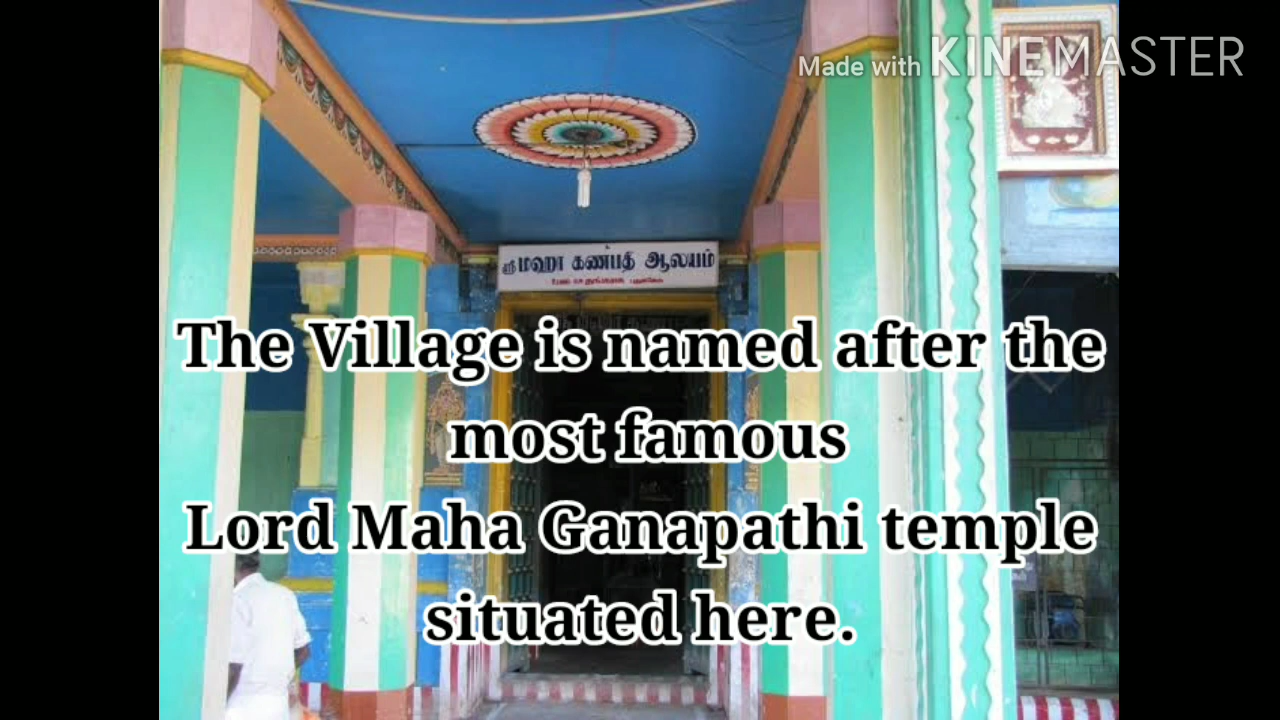 Made with KINEMASTER
ஸ்ரீ மஹா கணபதி ஆலயம்
The Village is named after the
most famous
Lord Maha Ganapathi temple
situated here.